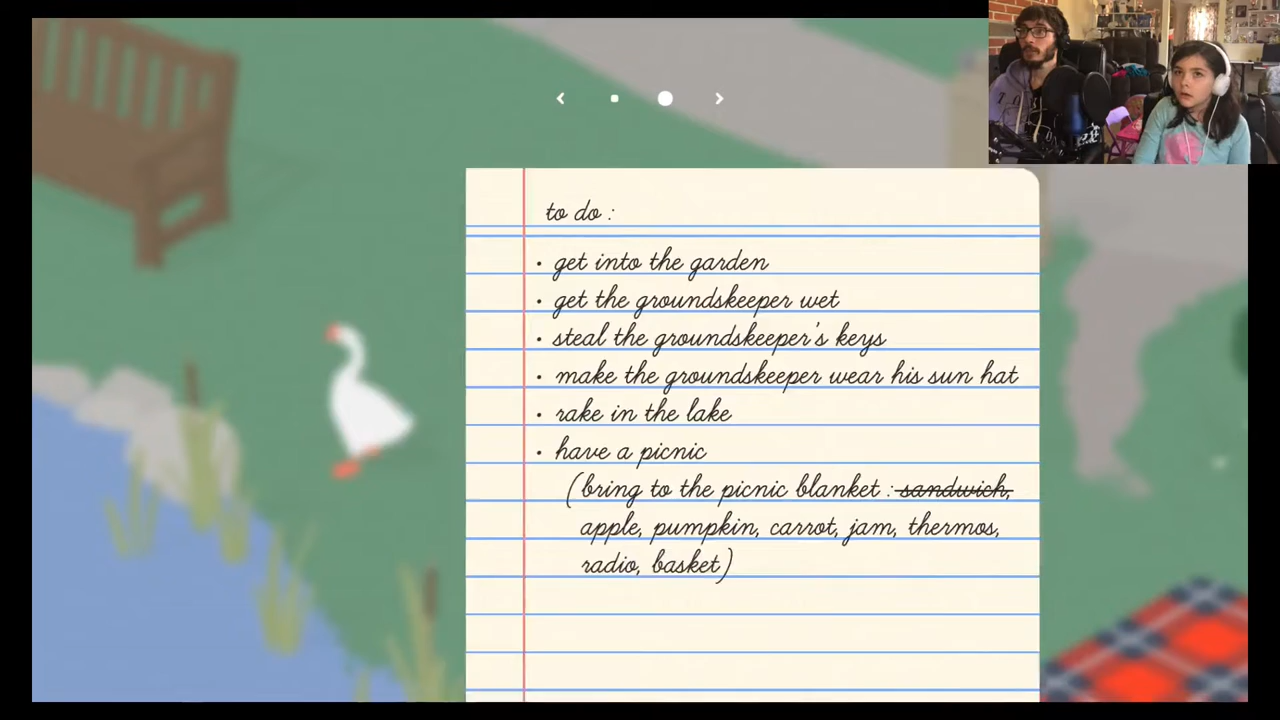 to do :
• get into the garden
• get the groundskeeper wet
• steal the groundskeeper's keys
• make the groundskeeper wear his sun hat
• rake in the lake
• have a picnic
(bring to the picnic blanket : sandwich,
apple, pumpkin, carrot, jam, thermos,
radio, basket)